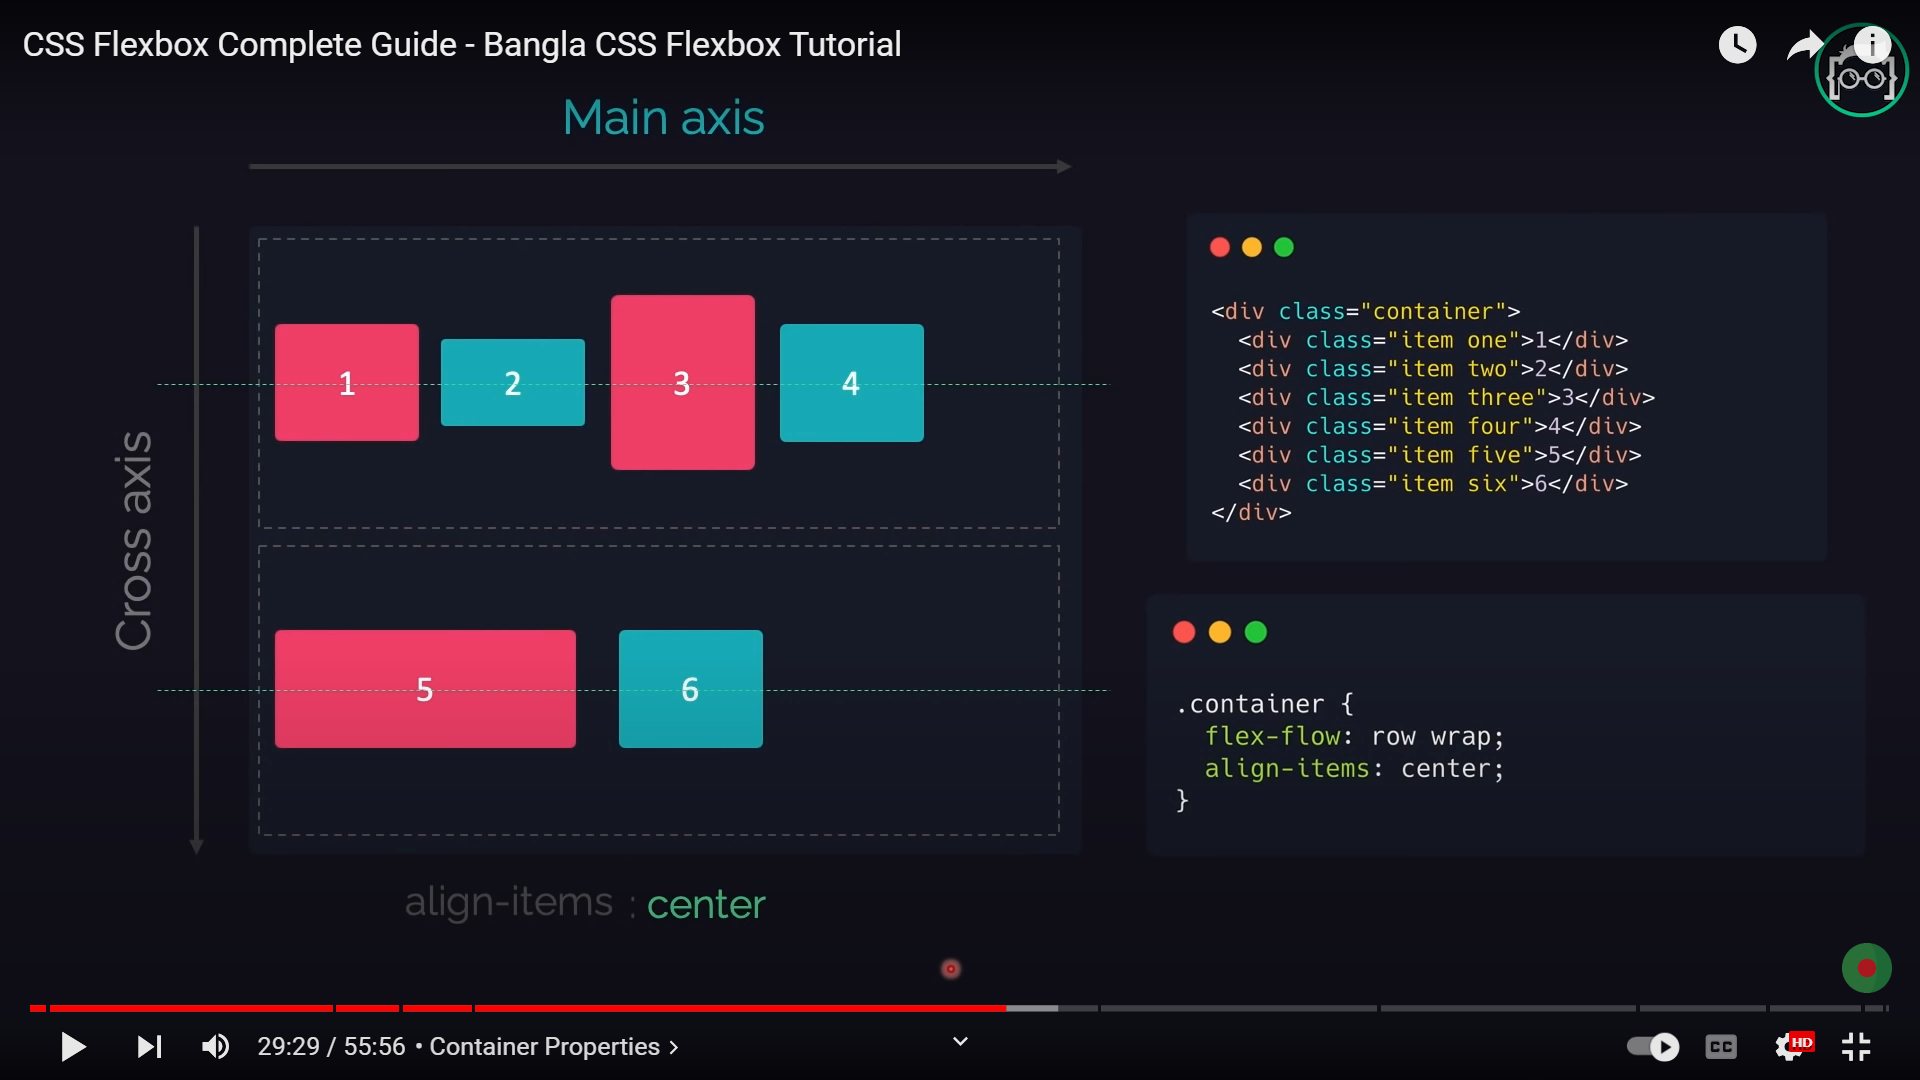 CSS Flexbox Complete Guide - Bangla CSS Flexbox Tutorial
Main axis
Cross axis
1
2
3
4
5
6
align-items : center
<div class="container">
<div class="item one">1</div>
<div class="item two">2</div>
<div class="item three">3</div>
<div class="item four">4</div>
<div class="item five">5</div>
<div class="item six">6</div>
</div>
.container {
flex-flow: row wrap;
align-items: center;
}
29:29 / 55:56 • Container Properties >
CC
HD